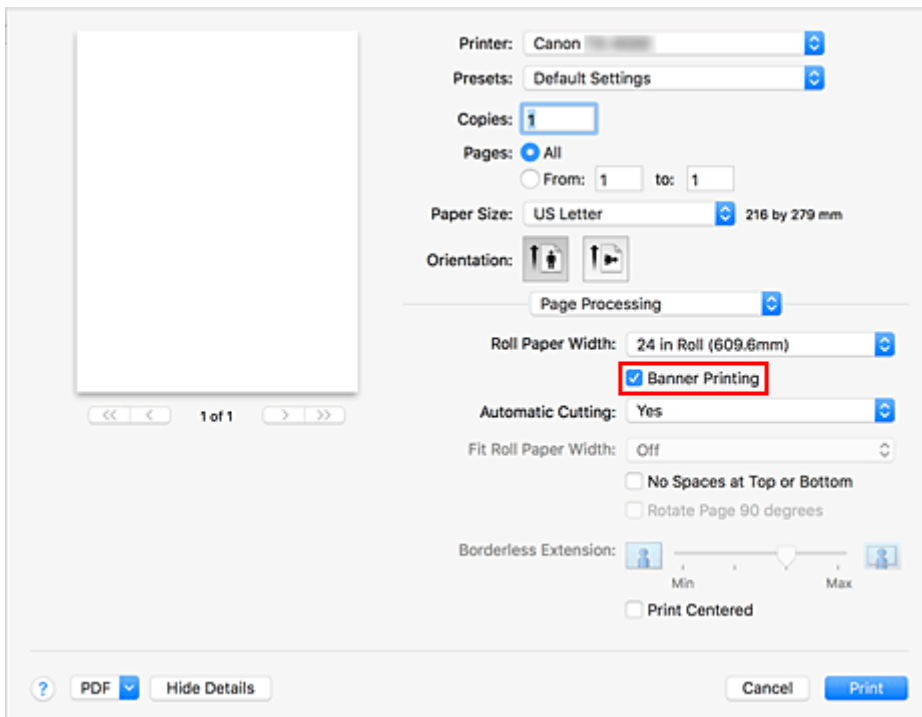 Printer: Canon
Presets: Default Settings
Copies: 1
Pages: All
From: 1 to: 1
Paper Size: US Letter 216 by 279 mm
Orientation:
Page Processing
Roll Paper Width: 24 in Roll (609.6mm)
Banner Printing
<< < 1 of 1 > >>
Automatic Cutting: Yes
Fit Roll Paper Width: Off
No Spaces at Top or Bottom
Rotate Page 90 degrees
Borderless Extension:
Min Max
Print Centered
? PDF Hide Details Cancel Print